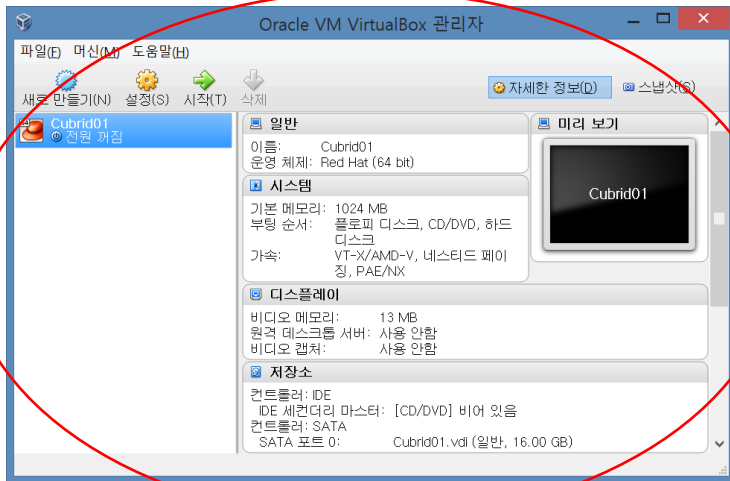 Oracle VM VirtualBox 관리자
파일(F) 머신(M) 도움말(H)
새로 만들기(N) 설정(S) 시작(T) 삭제 자세한 정보(D) 스냅샷(S)
Cubrid01
전원 꺼짐
일반
이름: Cubrid01
운영 체제: Red Hat (64 bit)
시스템
기본 메모리: 1024 MB
부팅 순서: 플로피 디스크, CD/DVD, 하드
디스크
가속: VT-X/AMD-V, 네스티드 페이
징, PAE/NX
미리 보기
Cubrid01
디스플레이
비디오 메모리: 13 MB
원격 데스크톱 서버: 사용 안함
비디오 캡처: 사용 안함
저장소
컨트롤러: IDE
IDE 세컨더리 마스터: [CD/DVD] 비어 있음
컨트롤러: SATA
SATA 포트 0: Cubrid01.vdi (일반, 16.00 GB)